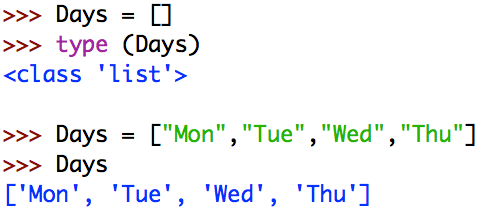 >>> Days = []
>>> type (Days)
<class 'list'>
>>> Days = ["Mon","Tue","Wed","Thu"]
>>> Days
['Mon', 'Tue', 'Wed', 'Thu']